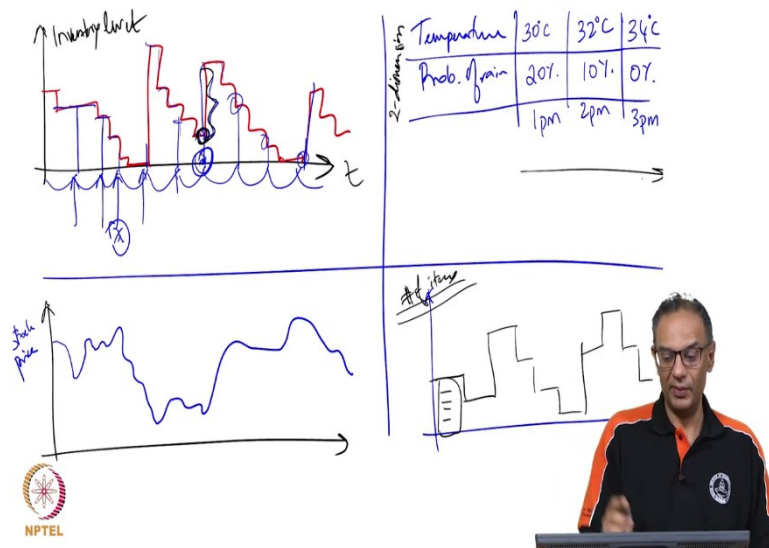 Inventory level
t
2-dimension
Temperature 30°C 32°C 34°C
Prob. of rain 20% 10% 0%
1pm 2pm 3pm
stock
price
# of items
NPTEL